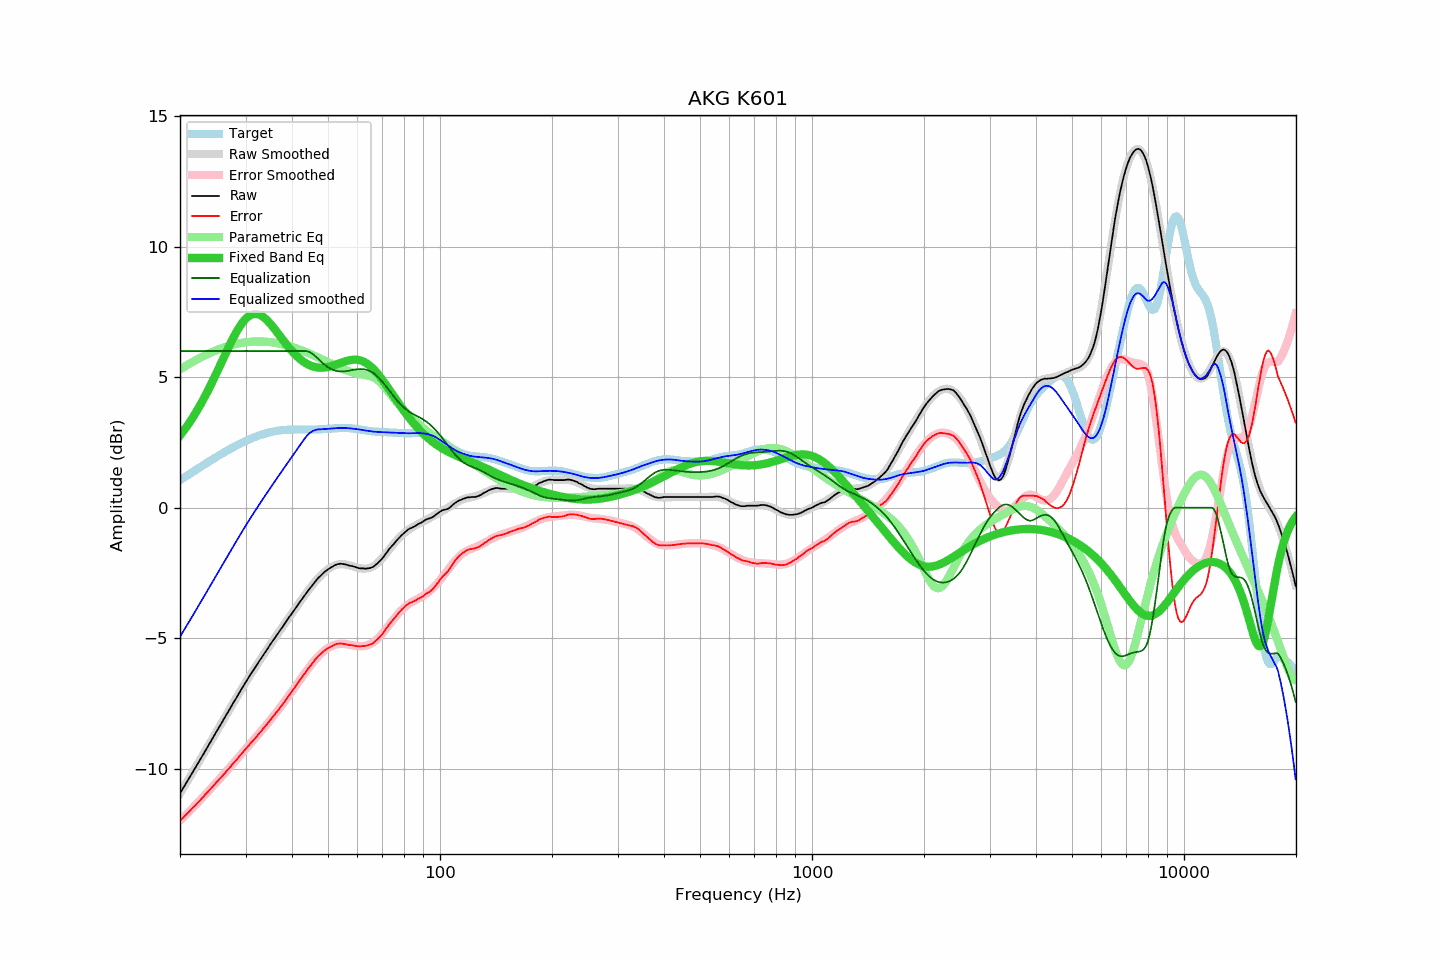 AKG K601
15
10
5
0
−5
−10
Amplitude (dBr)
Target
Raw Smoothed
Error Smoothed
Raw
Error
Parametric Eq
Fixed Band Eq
Equalization
Equalized smoothed
100
1000
10000
Frequency (Hz)